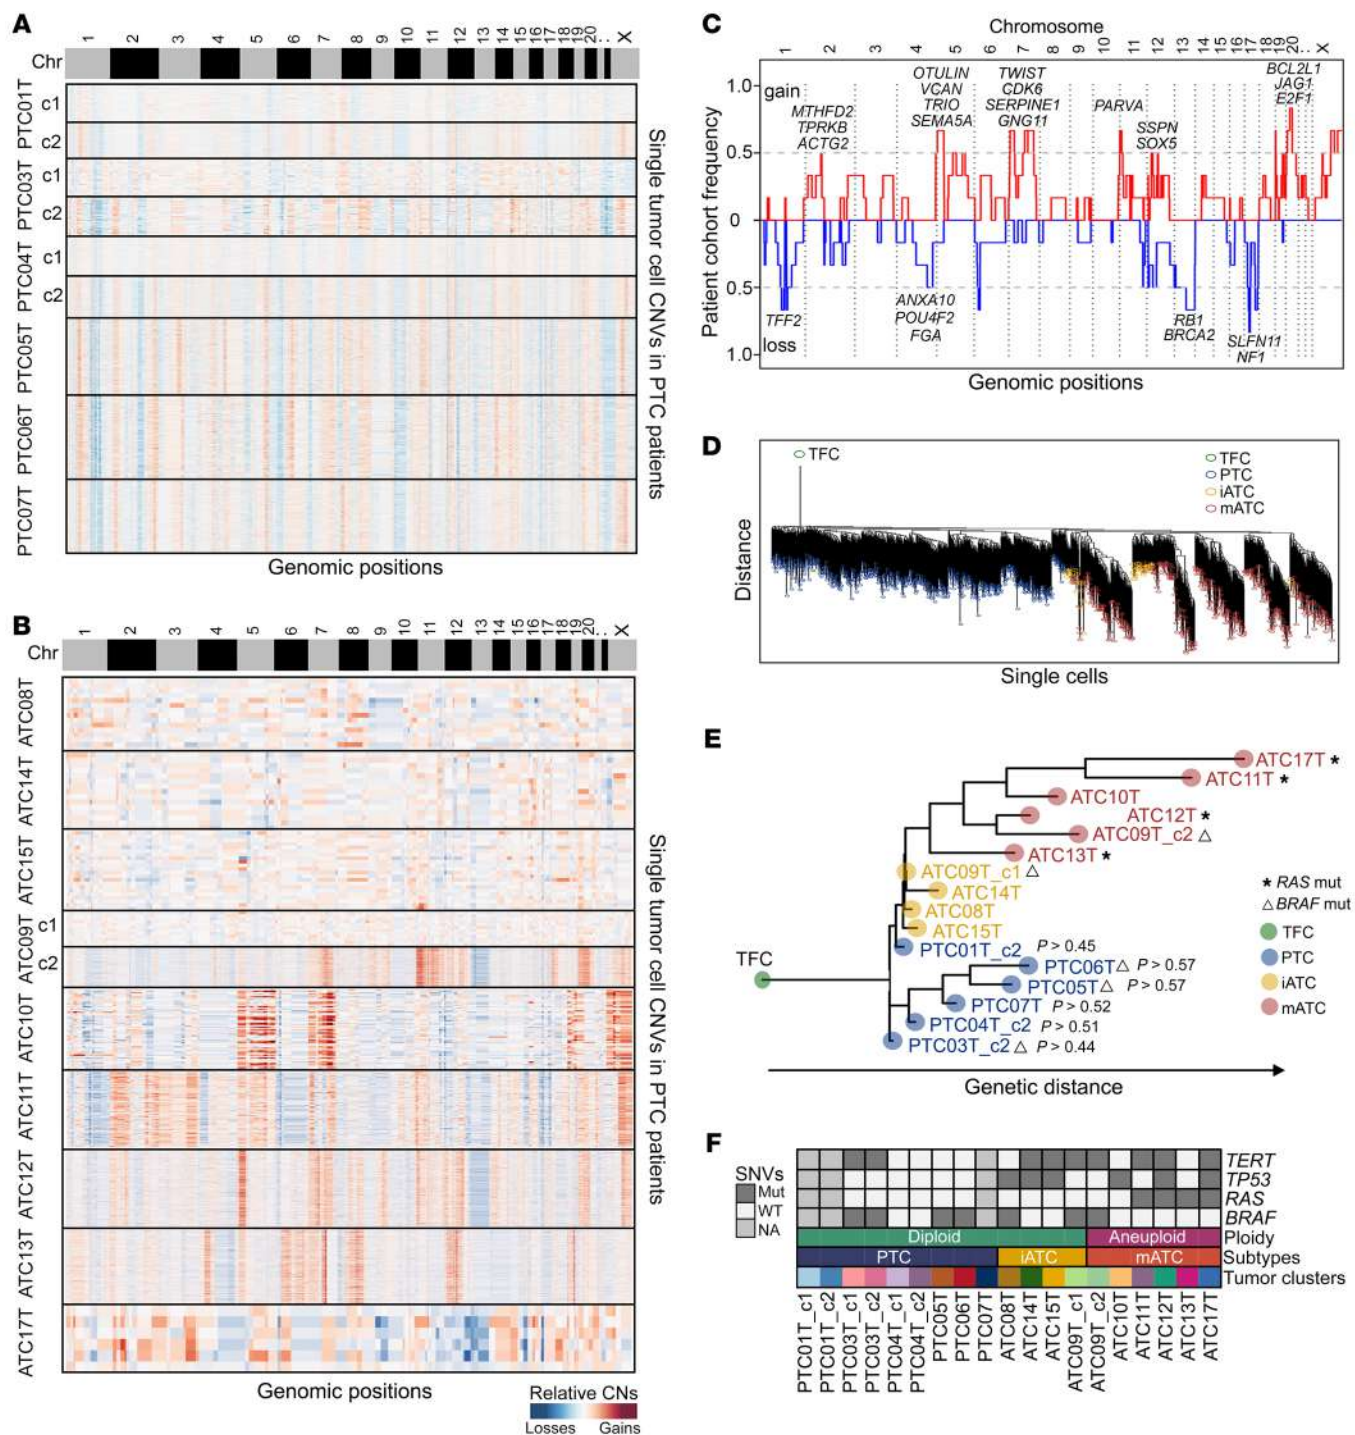 A
1 2 3 4 5 6 7 8 9 10 11 12 13 14 15 16 17 18 19 20 : X
Chr
PTC01T c1
c2
PTC03T c1
c2
PTC04T c1
c2
PTC05T
PTC06T
PTC07T
Single tumor cell CNVs in PTC patients
Genomic positions
B
1 2 3 4 5 6 7 8 9 10 11 12 13 14 15 16 17 18 19 20 : X
Chr
ATC08T
ATC14T
ATC15T
ATC09T c1
c2
ATC10T
ATC11T
ATC12T
ATC13T
ATC17T
Single tumor cell CNVs in PTC patients
Genomic positions
Relative CNs
Losses Gains
C
Chromosome
1 2 3 4 5 6 7 8 9 10 11 12 13 14 15 16 17 18 19 20 : X
Patient cohort frequency
1.0
0.5
0
0.5
1.0
gain
loss
MTHFD2
TPRKB
ACTG2
OTULIN
VCAN
TRIO
SEMA5A
TWIST
CDK6
SERPINE1
GNG11
PARVA
SSPN
SOX5
BCL2L1
JAG1
E2F1
TFF2
ANXA10
POU4F2
FGA
RB1
BRCA2
SLFN11
NF1
Genomic positions
D
TFC
TFC
PTC
iATC
mATC
Distance
Single cells
E
ATC17T *
ATC11T *
ATC10T
ATC12T *
ATC09T_c2 △
ATC13T *
ATC09T_c1 △
ATC14T
ATC08T
ATC15T
PTC01T_c2 P > 0.45
PTC06T △ P > 0.57
PTC05T △ P > 0.57
PTC07T P > 0.52
PTC04T_c2 P > 0.51
PTC03T_c2 △ P > 0.44
TFC
* RAS mut
△ BRAF mut
TFC
PTC
iATC
mATC
Genetic distance
F
SNVs
Mut
WT
NA
TERT
TP53
RAS
BRAF
Diploid Aneuploid Ploidy
PTC iATC mATC Subtypes
Tumor clusters
PTC01T_c1
PTC01T_c2
PTC03T_c1
PTC03T_c2
PTC04T_c1
PTC04T_c2
PTC05T
PTC06T
PTC07T
ATC08T
ATC14T
ATC15T
ATC09T_c1
ATC09T_c2
ATC10T
ATC11T
ATC12T
ATC13T
ATC17T